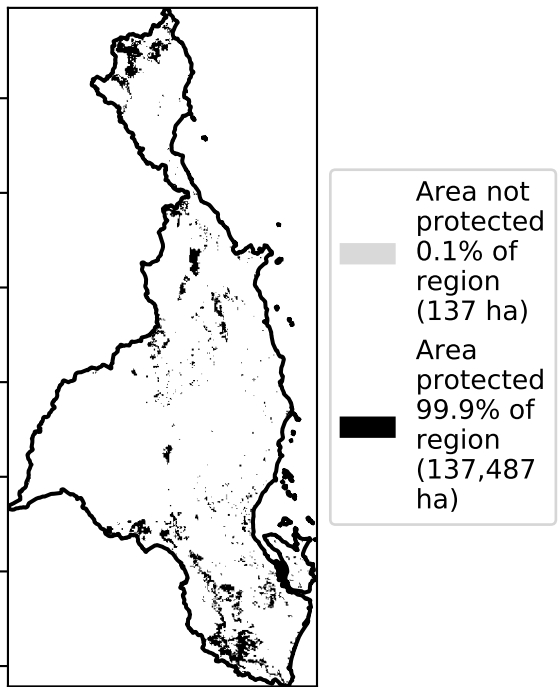 Area not
protected
0.1% of
region
(137 ha)
Area
protected
99.9% of
region
(137,487
ha)